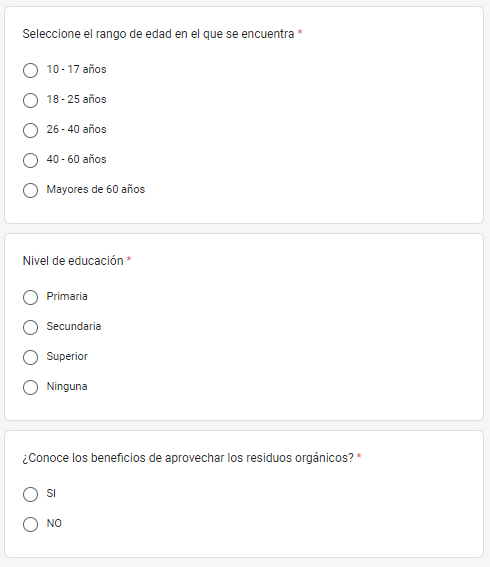 Seleccione el rango de edad en el que se encuentra *
10 - 17 años
18 - 25 años
26 - 40 años
40 - 60 años
Mayores de 60 años
Nivel de educación *
Primaria
Secundaria
Superior
Ninguna
¿Conoce los beneficios de aprovechar los residuos orgánicos? *
SI
NO